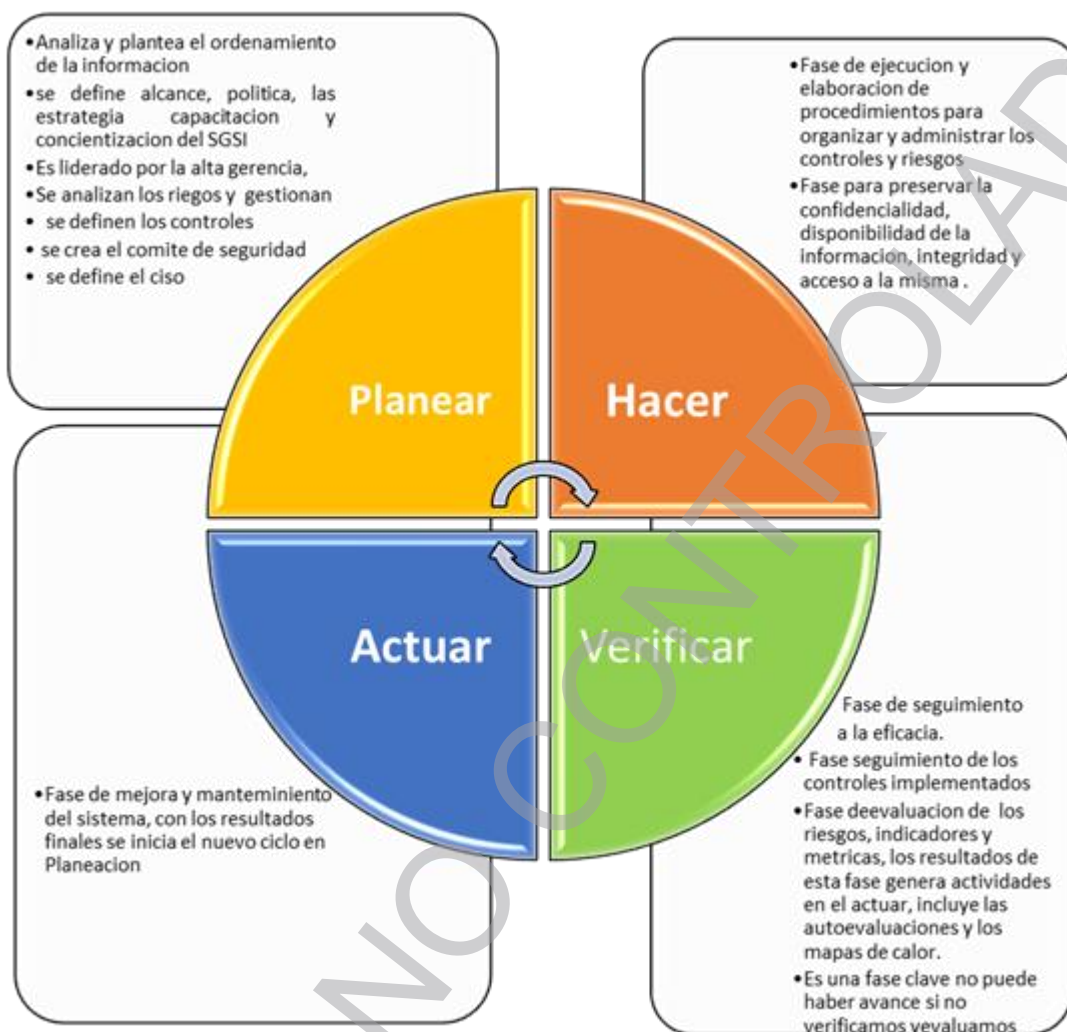 •Analiza y plantea el ordenamiento
de la informacion
•se define alcance, politica, las
estrategia capacitacion y
concientizacion del SGSI
•Es liderado por la alta gerencia,
•Se analizan los riegos y gestionan
• se definen los controles
• se crea el comite de seguridad
• se define el ciso
•Fase de ejecucion y
elaboracion de
procedimientos para
organizar y administrar los
controles y riesgos
•Fase para preservar la
confidencialidad,
disponibilidad de la
informacion, integridad y
acceso a la misma .
Planear
Hacer
Actuar
Verificar
•Fase de mejora y manteminiento
del sistema, con los resultados
finales se inicia el nuevo ciclo en
Planeacion
Fase de seguimiento
a la eficacia.
• Fase seguimiento de los
controles implementados
•Fase deevaluacion de los
riesgos, indicadores y
metricas, los resultados de
esta fase genera actividades
en el actuar, incluye las
autoevaluaciones y los
mapas de calor.
•Es una fase clave no puede
haber avance si no
verificamos yevaluamos
NO CONTROLAD